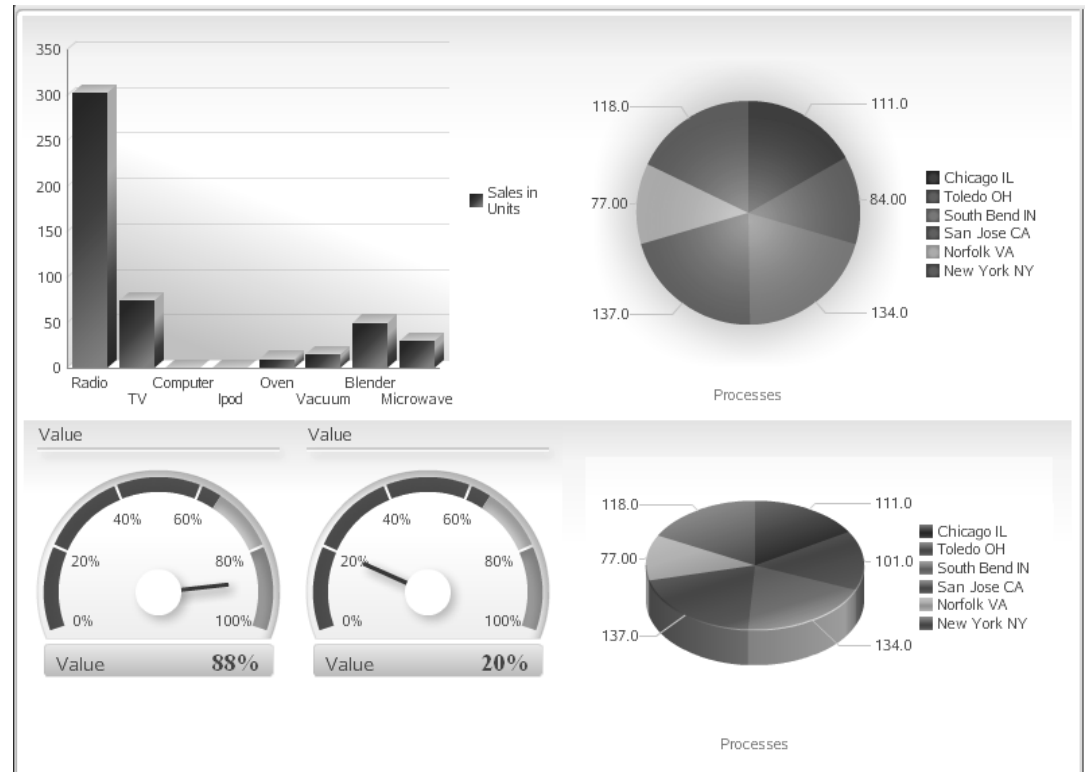 350
300
250
200
150
100
50
0
Radio
TV
Computer
Ipod
Oven
Vacuum
Blender
Microwave
Sales in
Units
118.0
111.0
77.00
84.00
137.0
134.0
Chicago IL
Toledo OH
South Bend IN
San Jose CA
Norfolk VA
New York NY
Processes
Value
0%
20%
40%
60%
80%
100%
Value 88%
Value
0%
20%
40%
60%
80%
100%
Value 20%
118.0
111.0
77.00
101.0
137.0
134.0
Chicago IL
Toledo OH
South Bend IN
San Jose CA
Norfolk VA
New York NY
Processes